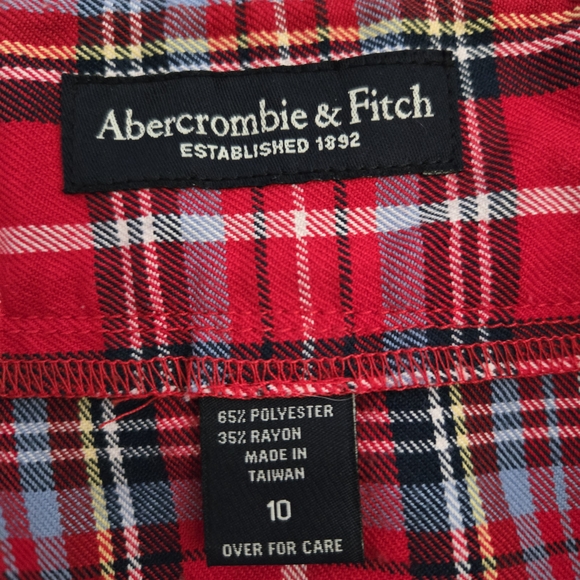 Abercrombie & Fitch
ESTABLISHED 1892
65% POLYESTER
35% RAYON
MADE IN
TAIWAN
10
OVER FOR CARE